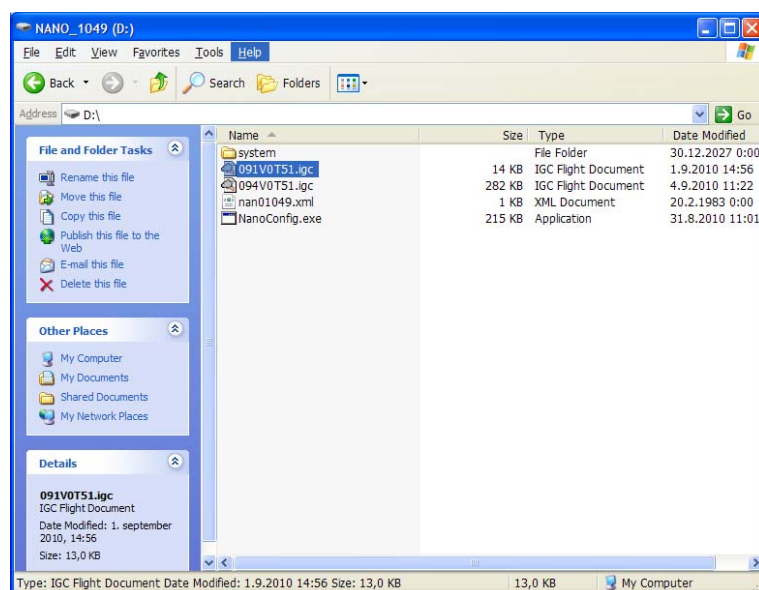 NANO_1049 (D:)
File Edit View Favorites Tools Help
Back Search Folders
Address D:\ Go
Name Size Type Date Modified
system File Folder 30.12.2027 0:00
091V0T51.igc 14 KB IGC Flight Document 1.9.2010 14:56
094V0T51.igc 282 KB IGC Flight Document 4.9.2010 11:22
nan01049.xml 1 KB XML Document 20.2.1983 0:00
NanoConfig.exe 215 KB Application 31.8.2010 11:01
File and Folder Tasks
Rename this file
Move this file
Copy this file
Publish this file to the
Web
E-mail this file
Delete this file
Other Places
My Computer
My Documents
Shared Documents
My Network Places
Details
091V0T51.igc
IGC Flight Document
Date Modified: 1. september
2010, 14:56
Size: 13,0 KB
Type: IGC Flight Document Date Modified: 1.9.2010 14:56 Size: 13,0 KB 13,0 KB My Computer